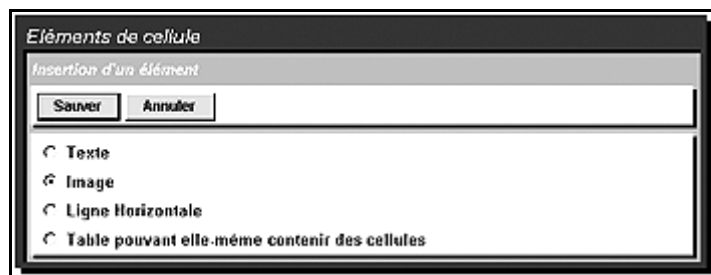 Eléments de cellule
Insertion d'un élément
Sauver Annuler
Texte
Image
Ligne Horizontale
Table pouvant elle-même contenir des cellules